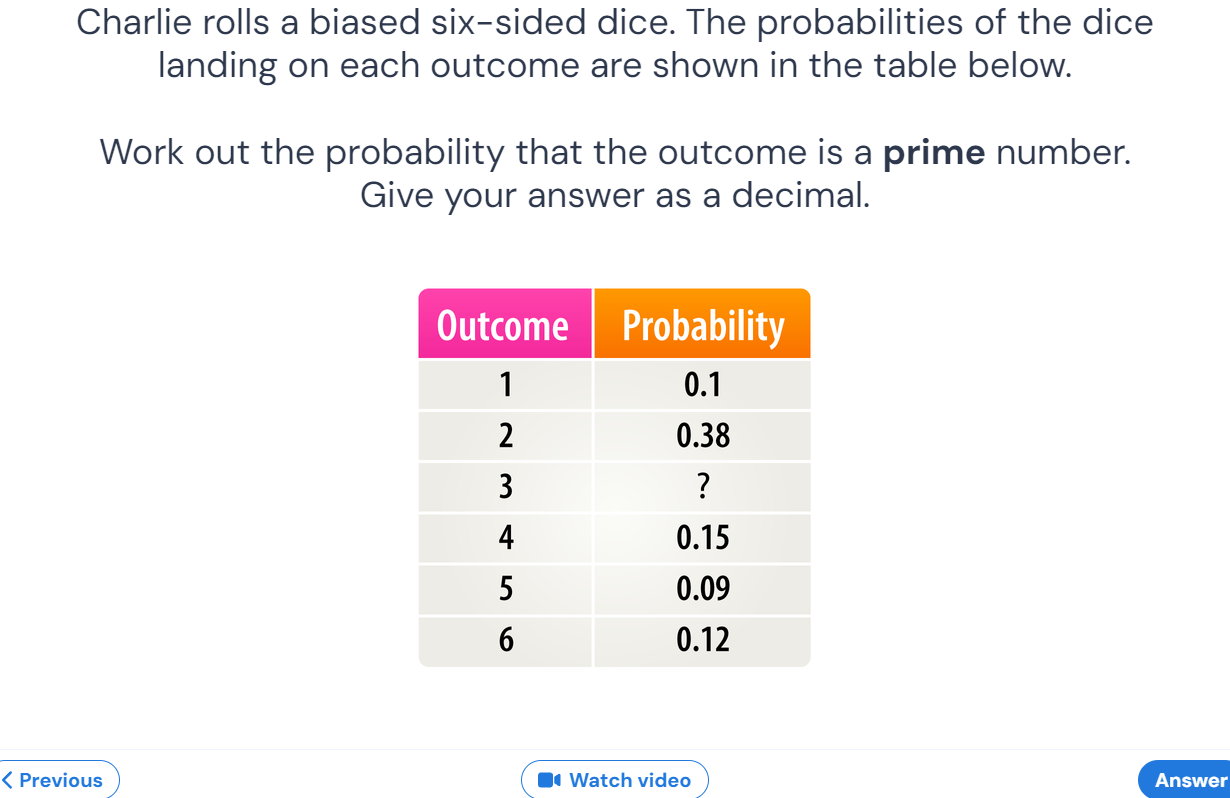 Charlie rolls a biased six-sided dice. The probabilities of the dice
landing on each outcome are shown in the table below.
Work out the probability that the outcome is a prime number.
Give your answer as a decimal.
Outcome Probability
1 0.1
2 0.38
3 ?
4 0.15
5 0.09
6 0.12
Previous Watch video Answer